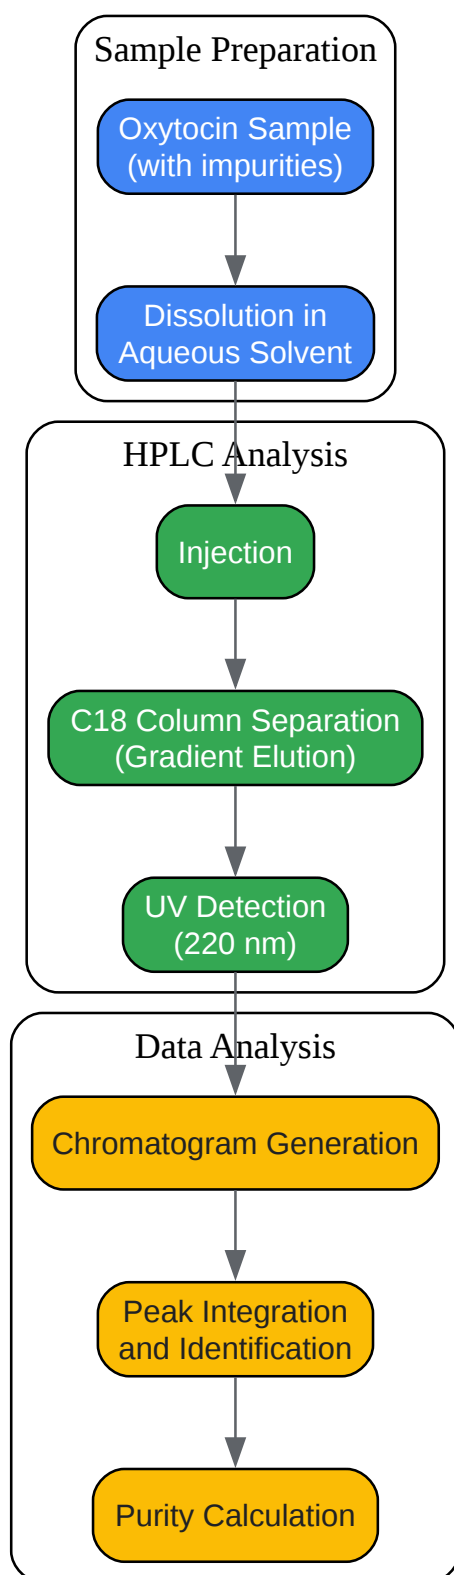 Sample Preparation
Oxytocin Sample
(with impurities)
Dissolution in
Aqueous Solvent
HPLC Analysis
Injection
C18 Column Separation
(Gradient Elution)
UV Detection
(220 nm)
Data Analysis
Chromatogram Generation
Peak Integration
and Identification
Purity Calculation